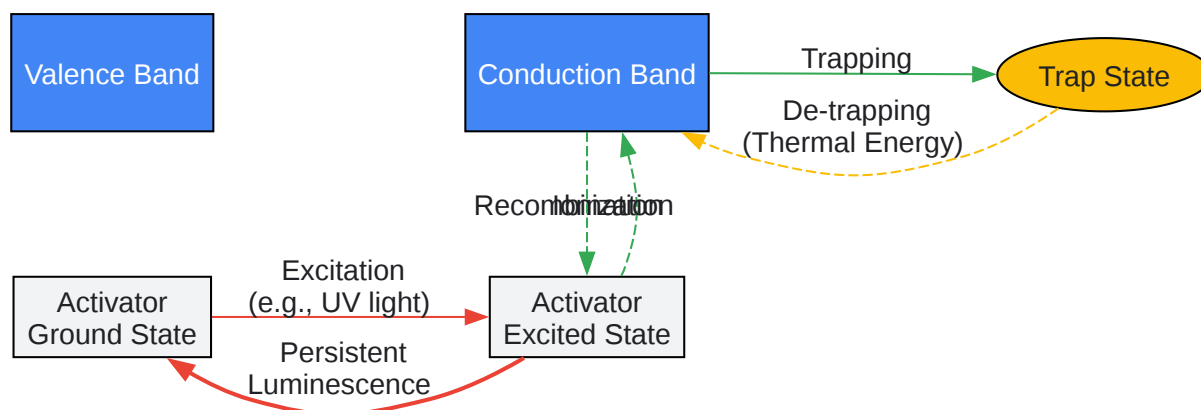 Valence Band
Conduction Band
Trapping
Trap State
De-trapping
(Thermal Energy)
Recombination
Excitation
(e.g., UV light)
Activator
Ground State
Activator
Excited State
Persistent
Luminescence